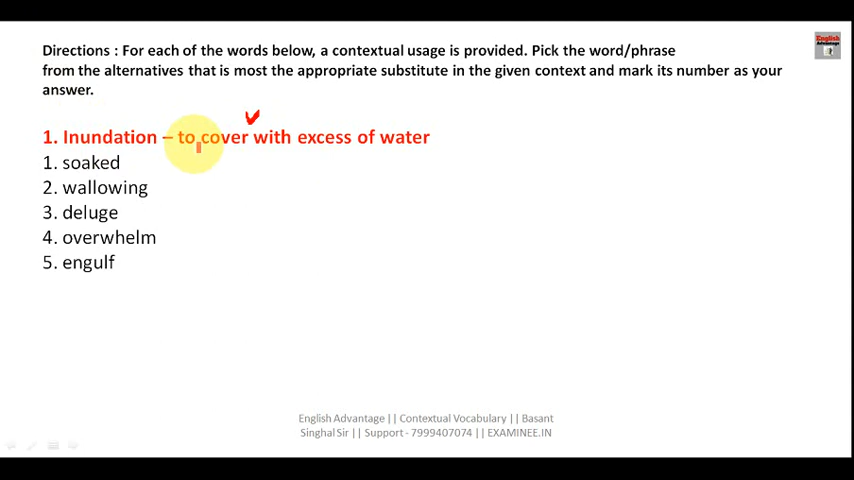 English
Advantage
Directions : For each of the words below, a contextual usage is provided. Pick the word/phrase
from the alternatives that is most the appropriate substitute in the given context and mark its number as your
answer.
1. Inundation – to cover with excess of water
1. soaked
2. wallowing
3. deluge
4. overwhelm
5. engulf
English Advantage || Contextual Vocabulary || Basant
Singhal Sir || Support - 7999407074 || EXAMINEE.IN